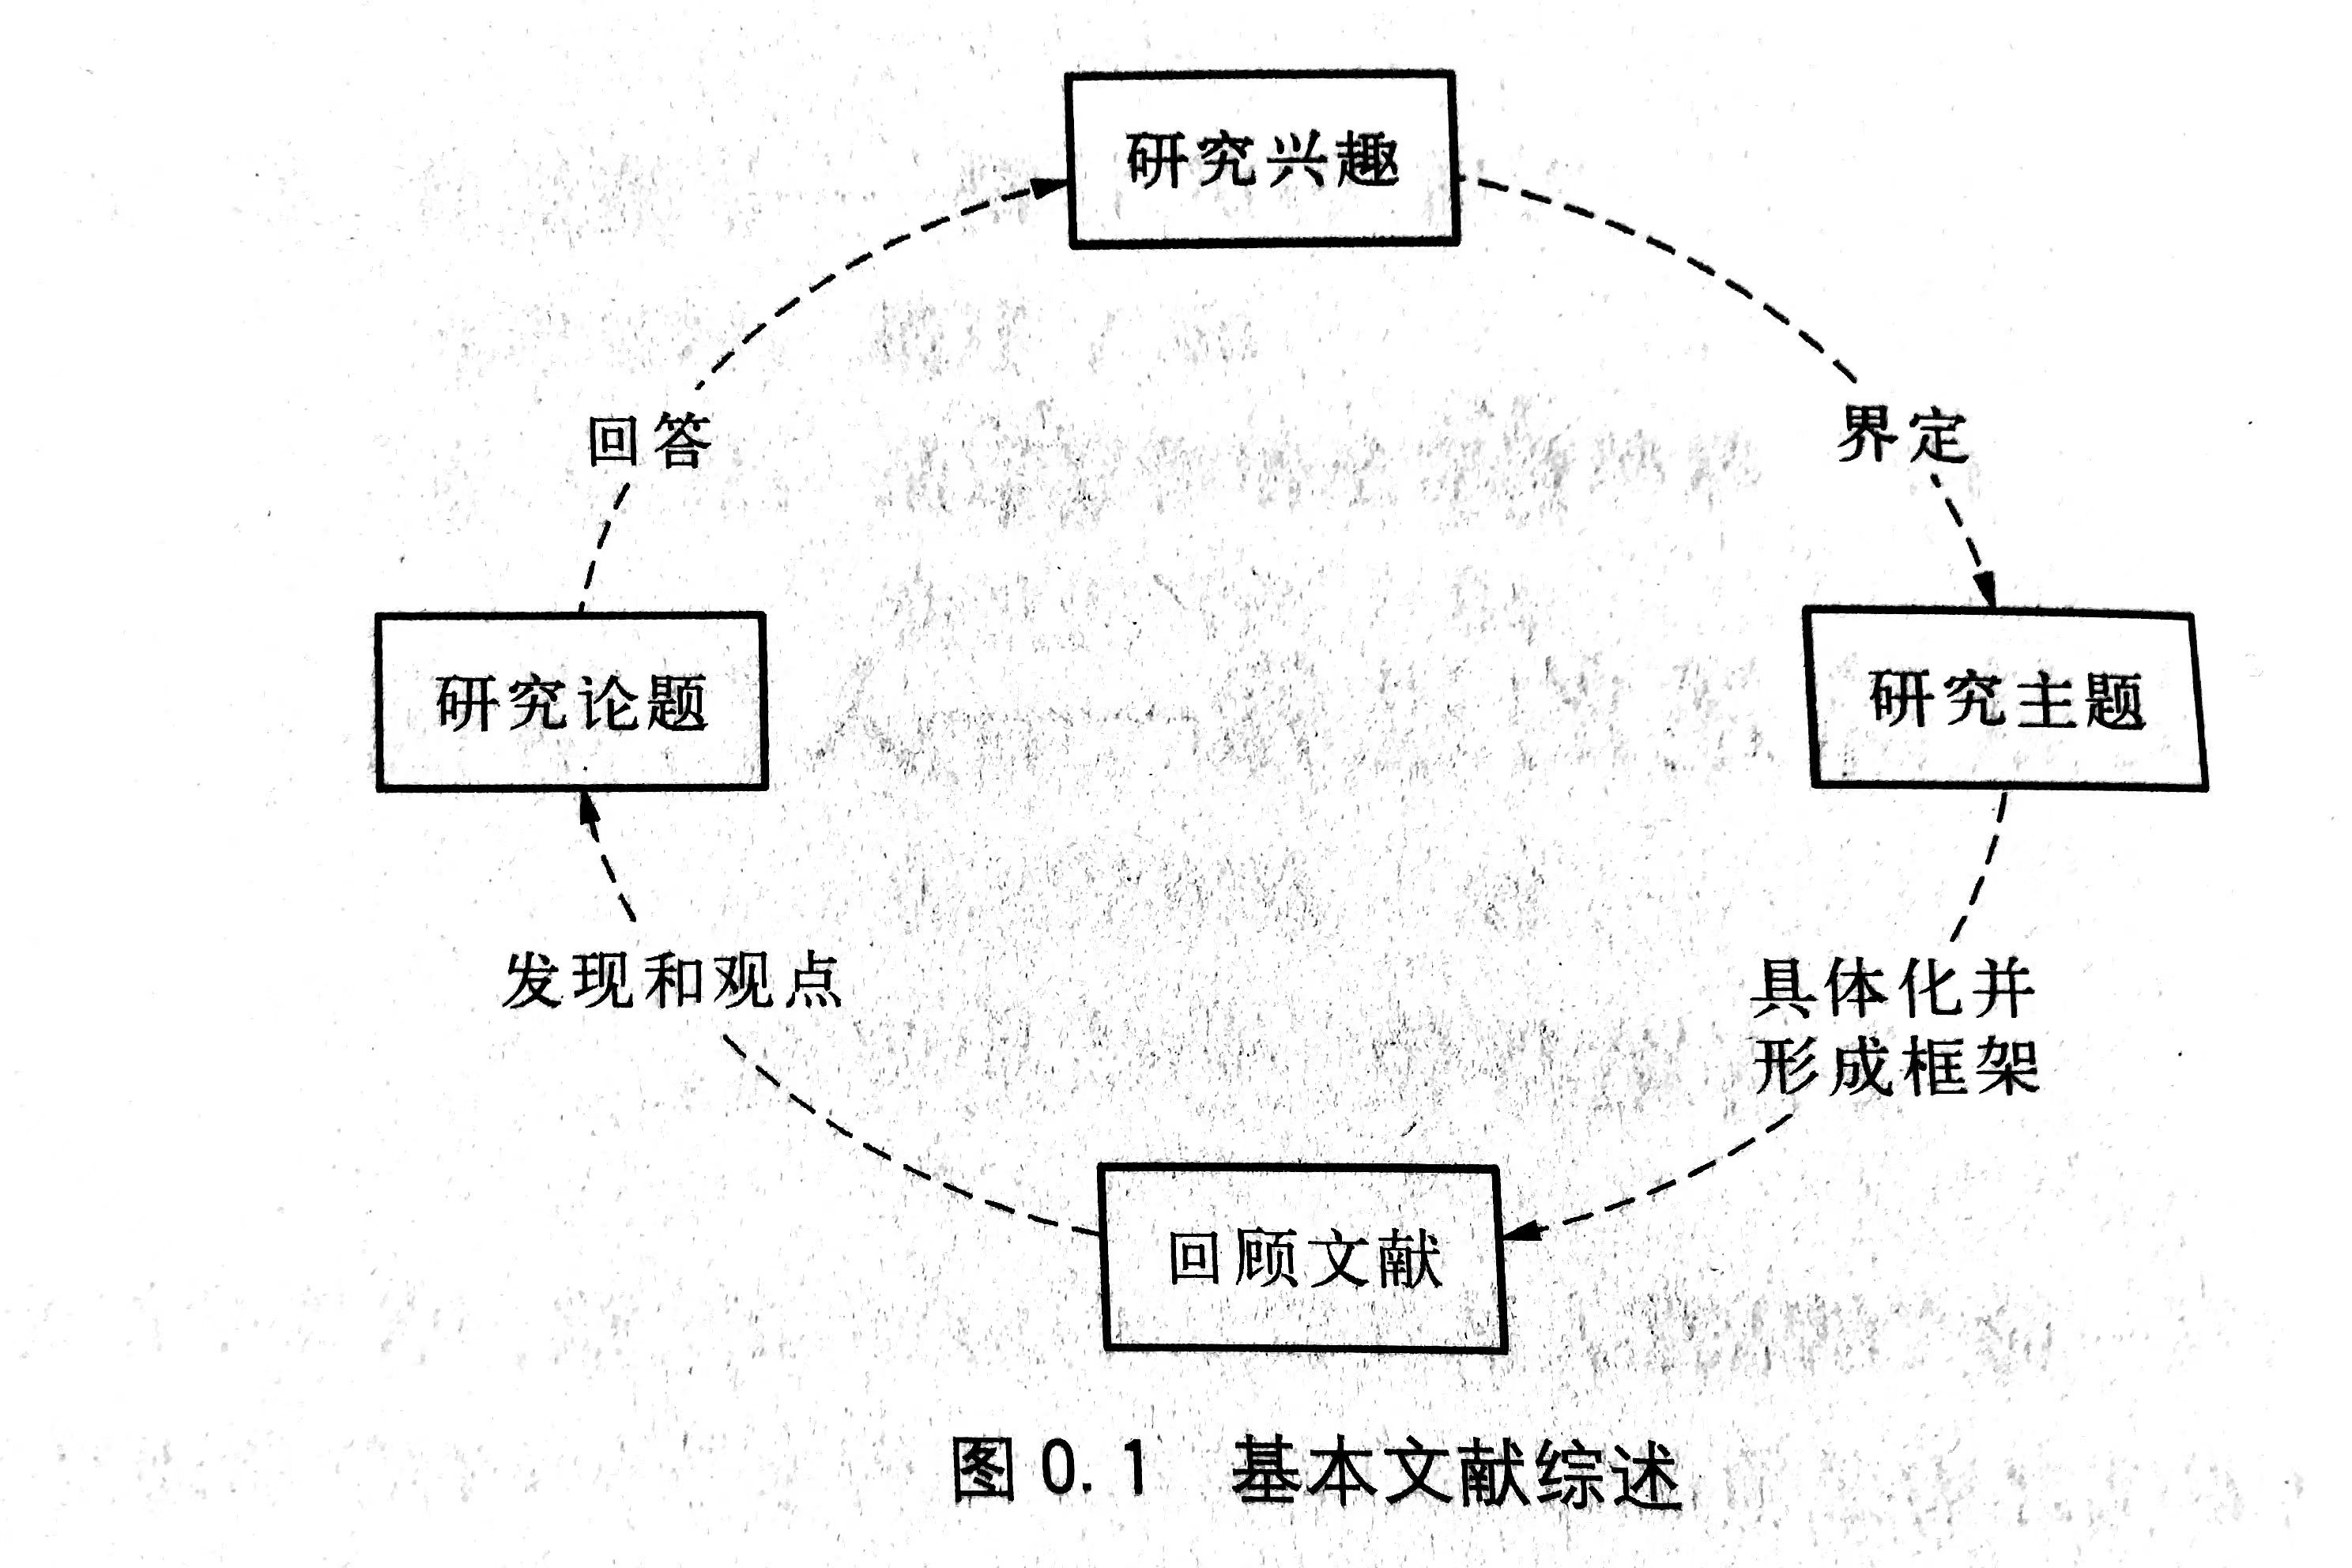 研究兴趣
回答
界定
研究论题
研究主题
发现和观点
具体化并
形成框架
回顾文献
图 0.1 基本文献综述